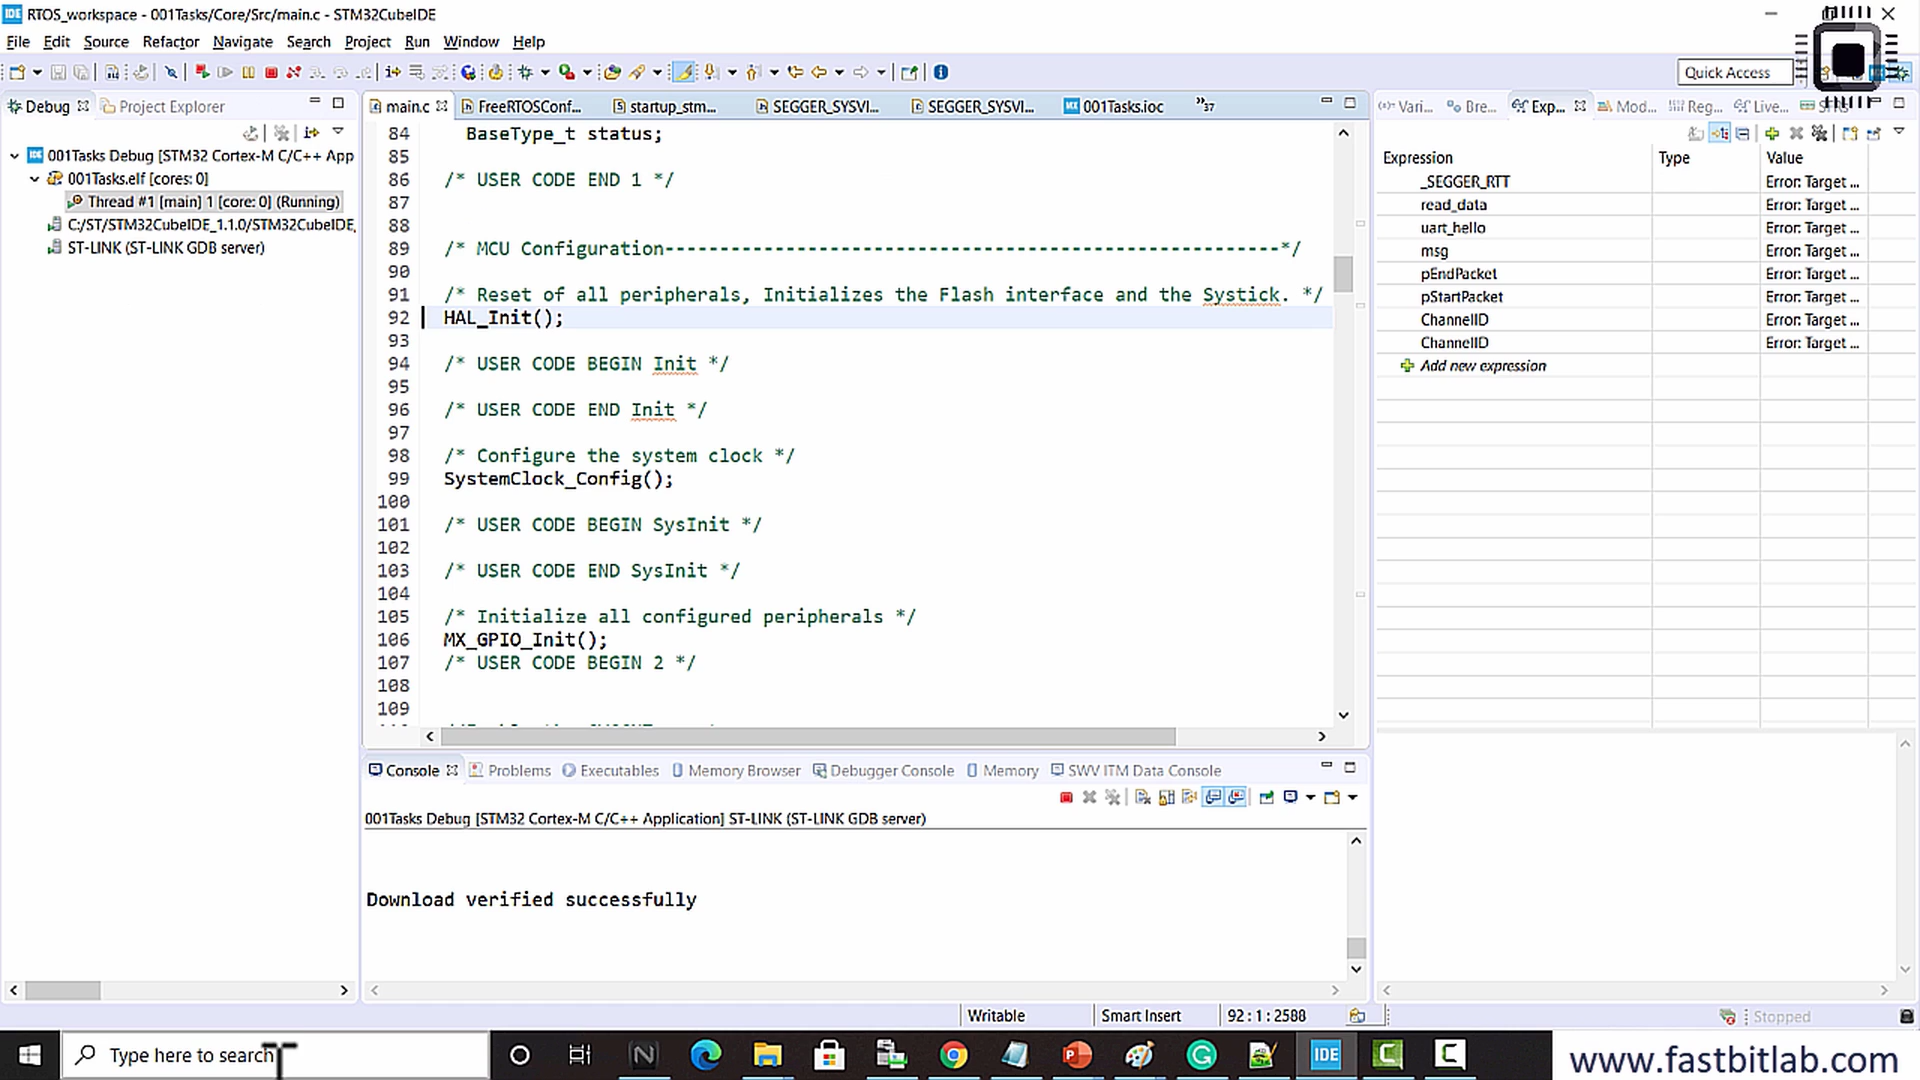 IDE RTOS_workspace - 001Tasks/Core/Src/main.c - STM32CubeIDE
File Edit Source Refactor Navigate Search Project Run Window Help
Quick Access
Debug Project Explorer
001Tasks Debug [STM32 Cortex-M C/C++ App
001Tasks.elf [cores: 0]
Thread #1 [main] 1 [core: 0] (Running)
C:/ST/STM32CubeIDE_1.1.0/STM32CubeIDE_
ST-LINK (ST-LINK GDB server)
main.c FreeRTOSConf... startup_stm... SEGGER_SYSVI... SEGGER_SYSVI... MX 001Tasks.ioc »37
84 BaseType_t status;
85
86 /* USER CODE END 1 */
87
88
89 /* MCU Configuration--------------------------------------------------------*/
90
91 /* Reset of all peripherals, Initializes the Flash interface and the Systick. */
92 HAL_Init();
93
94 /* USER CODE BEGIN Init */
95
96 /* USER CODE END Init */
97
98 /* Configure the system clock */
99 SystemClock_Config();
100
101 /* USER CODE BEGIN SysInit */
102
103 /* USER CODE END SysInit */
104
105 /* Initialize all configured peripherals */
106 MX_GPIO_Init();
107 /* USER CODE BEGIN 2 */
108
109
Vari... Bre... Exp... Mod... Reg... Live...
Expression Type Value
_SEGGER_RTT Error: Target ...
read_data Error: Target ...
uart_hello Error: Target ...
msg Error: Target ...
pEndPacket Error: Target ...
pStartPacket Error: Target ...
ChannelID Error: Target ...
ChannelID Error: Target ...
Add new expression
Console Problems Executables Memory Browser Debugger Console Memory SWV ITM Data Console
001Tasks Debug [STM32 Cortex-M C/C++ Application] ST-LINK (ST-LINK GDB server)
Download verified successfully
Writable Smart Insert 92 : 1 : 2588 Stopped
Type here to search
IDE
www.fastbitlab.com